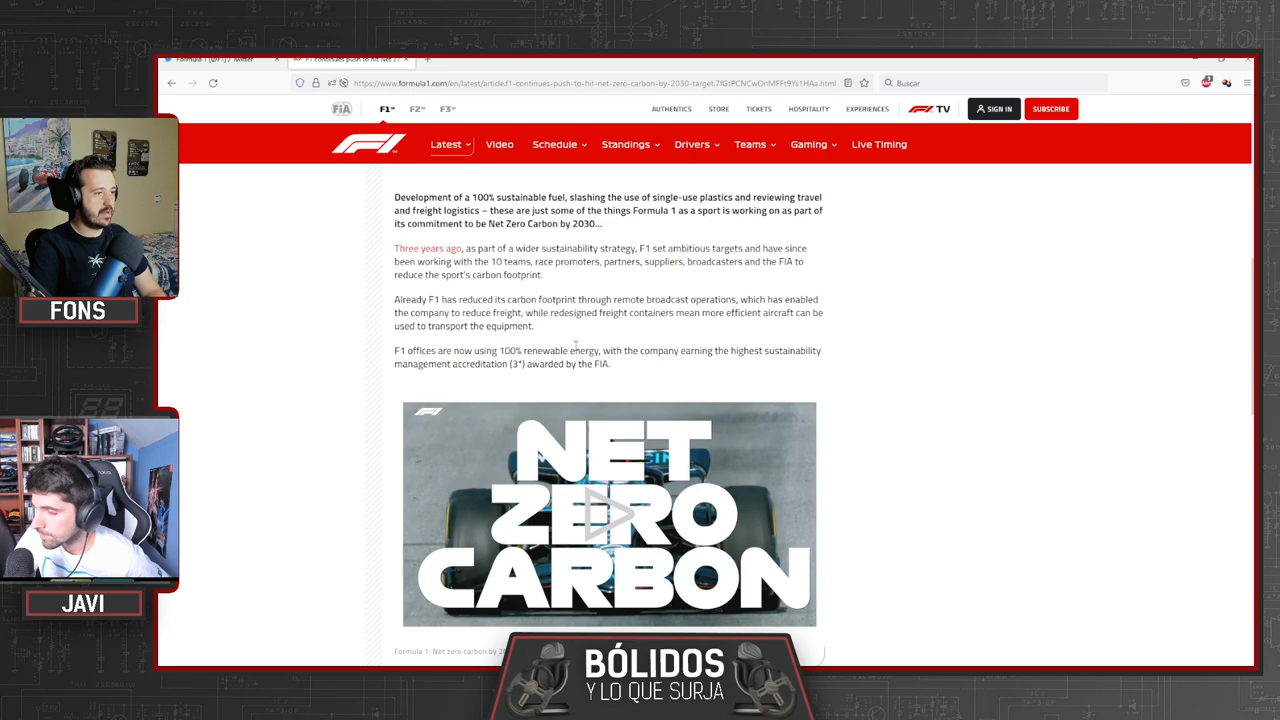 Formula 1 (@F1) / Twitter
F1 continues push to hit Net Z
https://www.formula1.com/en/latest/article.f1-continues-push-to-hit-net-zero-carbon-by-2030-target.
Buscar
FIA
F1™
F2™
F3™
AUTHENTICS
STORE
TICKETS
HOSPITALITY
EXPERIENCES
F1 TV
SIGN IN
SUBSCRIBE
Latest
Video
Schedule
Standings
Drivers
Teams
Gaming
Live Timing
Development of a 100% sustainable fuel, slashing the use of single-use plastics and reviewing travel
and freight logistics – these are just some of the things Formula 1 as a sport is working on as part of
its commitment to be Net Zero Carbon by 2030…
Three years ago, as part of a wider sustainability strategy, F1 set ambitious targets and have since
been working with the 10 teams, race promoters, partners, suppliers, broadcasters and the FIA to
reduce the sport's carbon footprint.
Already F1 has reduced its carbon footprint through remote broadcast operations, which has enabled
the company to reduce freight, while redesigned freight containers mean more efficient aircraft can be
used to transport the equipment.
F1 offices are now using 100% renewable energy, with the company earning the highest sustainability
management accreditation (3*) awarded by the FIA.
NET
ZERO
CARBON
Formula 1: Net zero carbon by 2
FONS
JAVI
BÓLIDOS
Y LO QUE SURJA